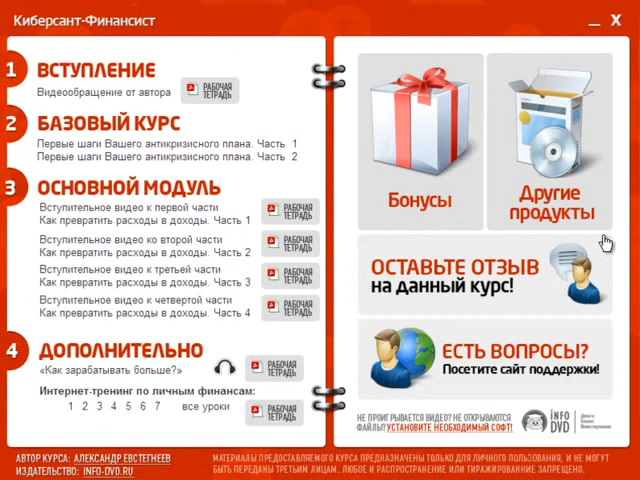 Киберсант-Финансист
_ X
1 ВСТУПЛЕНИЕ
Видеообращение от автора
РАБОЧАЯ
ТЕТРАДЬ
2 БАЗОВЫЙ КУРС
Первые шаги Вашего антикризисного плана. Часть 1
Первые шаги Вашего антикризисного плана. Часть 2
3 ОСНОВНОЙ МОДУЛЬ
Вступительное видео к первой части
Как превратить расходы в доходы. Часть 1
РАБОЧАЯ
ТЕТРАДЬ
Вступительное видео ко второй части
Как превратить расходы в доходы. Часть 2
РАБОЧАЯ
ТЕТРАДЬ
Вступительное видео к третьей части
Как превратить расходы в доходы. Часть 3
РАБОЧАЯ
ТЕТРАДЬ
Вступительное видео к четвертой части
Как превратить расходы в доходы. Часть 4
РАБОЧАЯ
ТЕТРАДЬ
4 ДОПОЛНИТЕЛЬНО
«Как зарабатывать больше?»
РАБОЧАЯ
ТЕТРАДЬ
Интернет-тренинг по личным финансам:
1 2 3 4 5 6 7 все уроки
РАБОЧАЯ
ТЕТРАДЬ
Бонусы
Другие
продукты
ОСТАВЬТЕ ОТЗЫВ
на данный курс!
ЕСТЬ ВОПРОСЫ?
Посетите сайт поддержки!
НЕ ПРОИГРЫВАЕТСЯ ВИДЕО? НЕ ОТКРЫВАЮТСЯ
ФАЙЛЫ? УСТАНОВИТЕ НЕОБХОДИМЫЙ СОФТ!
iNFO
DVD
Деньги
Бизнес
Инвестирование
АВТОР КУРСА: АЛЕКСАНДР ЕВСТЕГНЕЕВ
ИЗДАТЕЛЬСТВО: INFO-DVD.RU
МАТЕРИАЛЫ ПРЕДОСТАВЛЯЕМОГО КУРСА ПРЕДНАЗНАЧЕНЫ ТОЛЬКО ДЛЯ ЛИЧНОГО ПОЛЬЗОВАНИЯ, И НЕ МОГУТ
БЫТЬ ПЕРЕДАНЫ ТРЕТЬИМ ЛИЦАМ. ЛЮБОЕ И РАСПРОСТРАНЕНИЕ ИЛИ ТИРАЖИРОВАННИЕ ЗАПРЕЩЕНО.